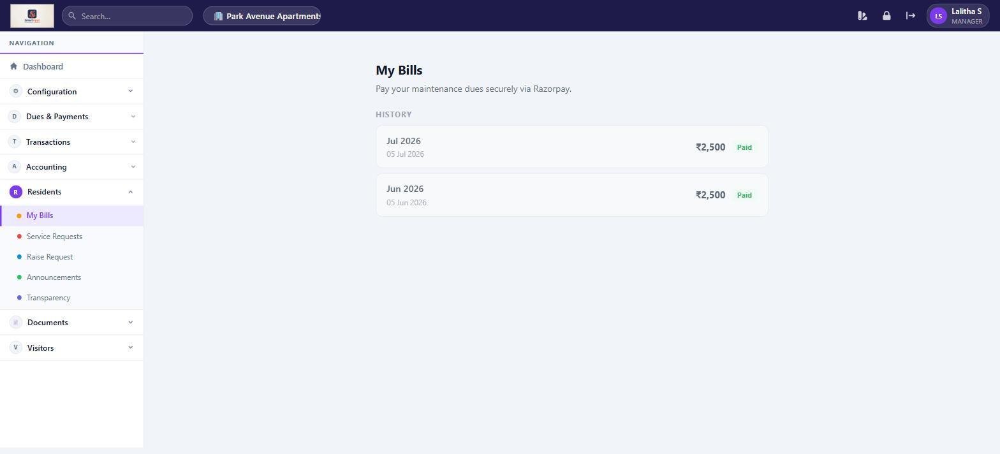 SmartAppt
Search...
Park Avenue Apartments
LS
Lalitha S
MANAGER
NAVIGATION
Dashboard
Configuration
D
Dues & Payments
T
Transactions
A
Accounting
R
Residents
My Bills
Service Requests
Raise Request
Announcements
Transparency
Documents
V
Visitors
My Bills
Pay your maintenance dues securely via Razorpay.
HISTORY
Jul 2026
05 Jul 2026
₹2,500 Paid
Jun 2026
05 Jun 2026
₹2,500 Paid